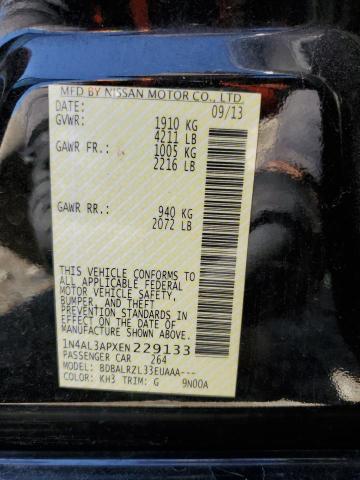 MFD BY NISSAN MOTOR CO., LTD
DATE: 09/13
GVWR: 1910 KG
4211 LB
GAWR FR.: 1005 KG
2216 LB
GAWR RR.: 940 KG
2072 LB
THIS VEHICLE CONFORMS TO
ALL APPLICABLE FEDERAL
MOTOR VEHICLE SAFETY,
BUMPER, AND THEFT
PREVENTION STANDARDS
IN EFFECT ON THE DATE OF
MANUFACTURE SHOWN ABOVE.
1N4AL3APXEN229133
PASSENGER CAR 264
MODEL: BDBALRZL33EUAAA---
COLOR: KH3 TRIM: G 9N00A